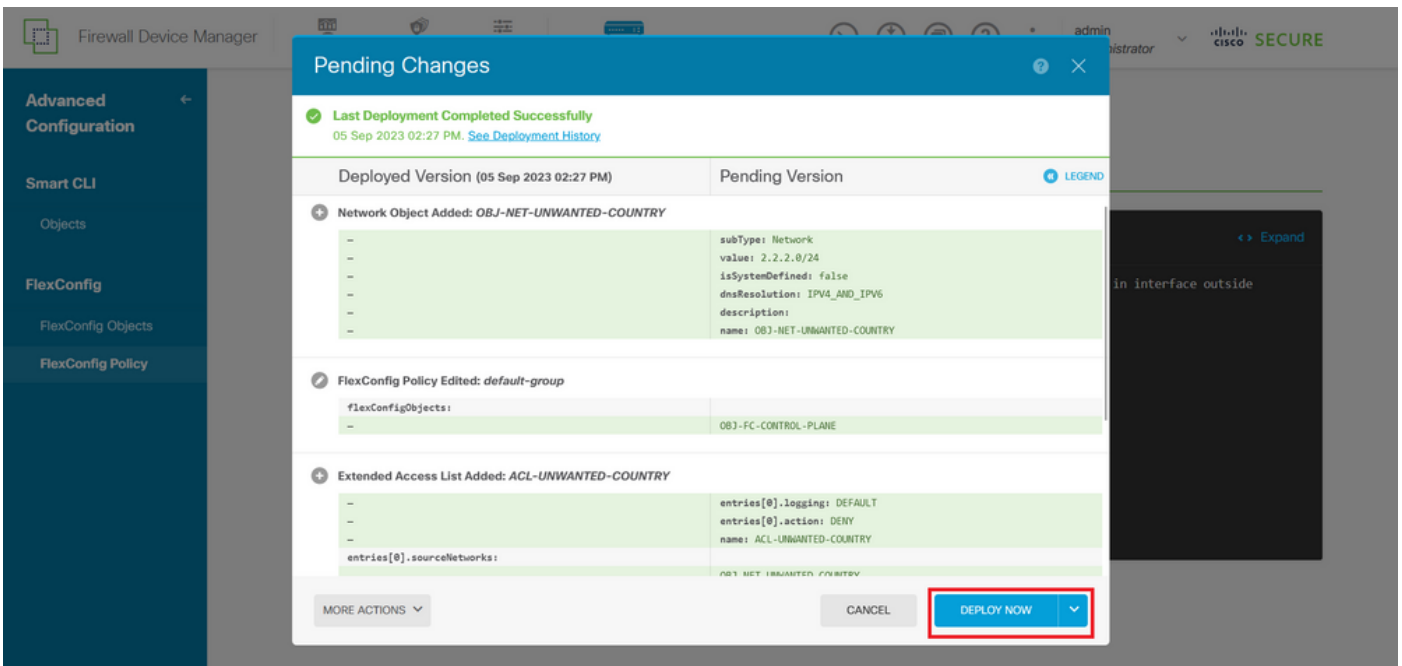 Firewall Device Manager
admin
cisco SECURE
Advanced
Configuration
Smart CLI
Objects
FlexConfig
FlexConfig Objects
FlexConfig Policy
Pending Changes
Last Deployment Completed Successfully
05 Sep 2023 02:27 PM. See Deployment History
Deployed Version (05 Sep 2023 02:27 PM) Pending Version LEGEND
Network Object Added: OBJ-NET-UNWANTED-COUNTRY
– subType: Network
– value: 2.2.2.0/24
– isSystemDefined: false
– dnsResolution: IPV4_AND_IPV6
– description:
– name: OBJ-NET-UNWANTED-COUNTRY
FlexConfig Policy Edited: default-group
flexConfigObjects:
– OBJ-FC-CONTROL-PLANE
Extended Access List Added: ACL-UNWANTED-COUNTRY
– entries[0].logging: DEFAULT
– entries[0].action: DENY
– name: ACL-UNWANTED-COUNTRY
entries[0].sourceNetworks:
OBJ-NET-UNWANTED-COUNTRY
MORE ACTIONS CANCEL DEPLOY NOW
Expand
in interface outside